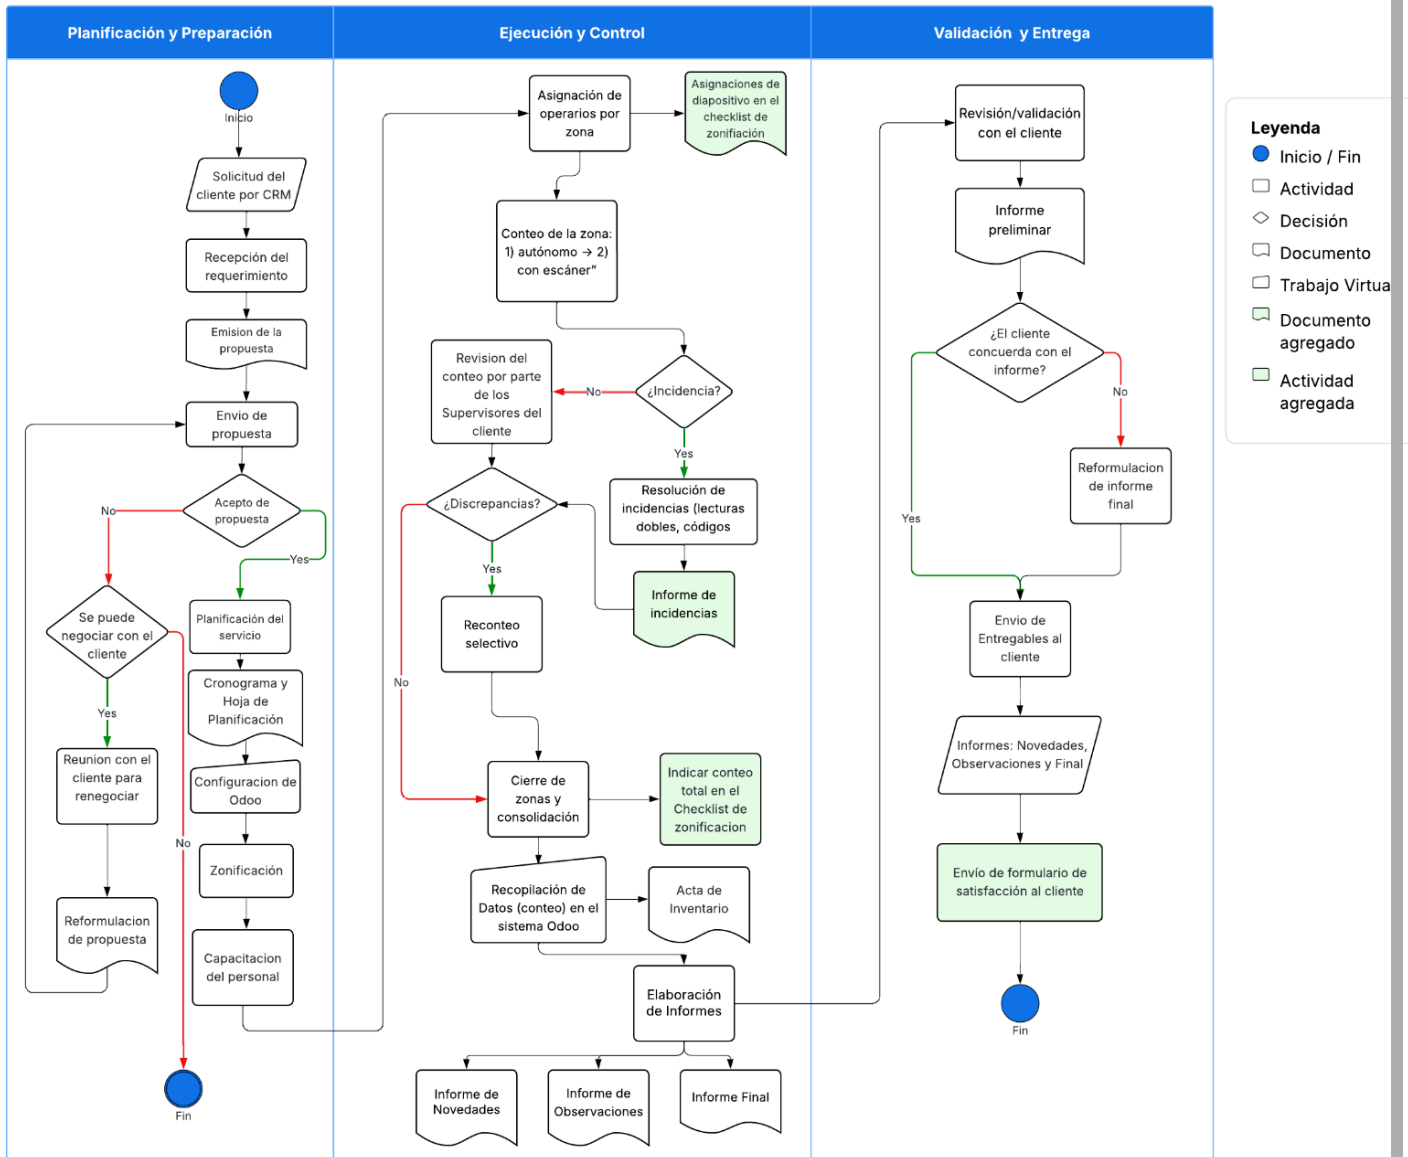 Planificación y Preparación
Inicio
Solicitud del
cliente por CRM
Recepción del
requerimiento
Emision de la
propuesta
Envio de
propuesta
Acepto de
propuesta
No
Yes
Se puede
negociar con el
cliente
Planificación del
servicio
Cronograma y
Hoja de
Planificación
Yes
Reunion con el
cliente para
renegociar
Configuracion de
Odoo
No
Zonificación
Reformulacion
de propuesta
Capacitacion
del personal
Fin
Ejecución y Control
Asignación de
operarios por
zona
Asignaciones de
diapositivo en el
checklist de
zonifiación
Conteo de la zona:
1) autónomo → 2)
con escáner”
Revision del
conteo por parte
de los
Supervisores del
cliente
No
¿Incidencia?
Yes
¿Discrepancias?
Resolución de
incidencias (lecturas
dobles, códigos
Yes
Informe de
incidencias
Reconteo
selectivo
No
Cierre de
zonas y
consolidación
Indicar conteo
total en el
Checklist de
zonificacion
Recopilación de
Datos (conteo) en el
sistema Odoo
Acta de
Inventario
Elaboración
de Informes
Informe de
Novedades
Informe de
Observaciones
Informe Final
Validación y Entrega
Revisión/validación
con el cliente
Informe
preliminar
¿El cliente
concuerda con el
informe?
No
Reformulacion
de informe
final
Yes
Envio de
Entregables al
cliente
Informes: Novedades,
Observaciones y Final
Envío de formulario de
satisfacción al cliente
Fin
Leyenda
Inicio / Fin
Actividad
Decisión
Documento
Trabajo Virtua
Documento
agregado
Actividad
agregada